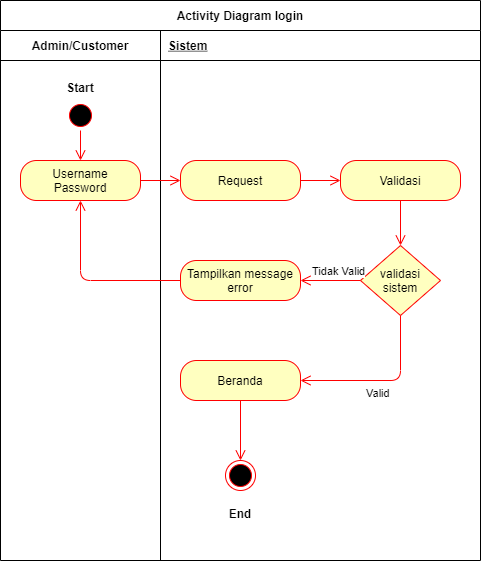 Activity Diagram login
Admin/Customer
Sistem
Start
Username
Password
Request
Validasi
Tampilkan message
error
Tidak Valid
validasi
sistem
Beranda
Valid
End